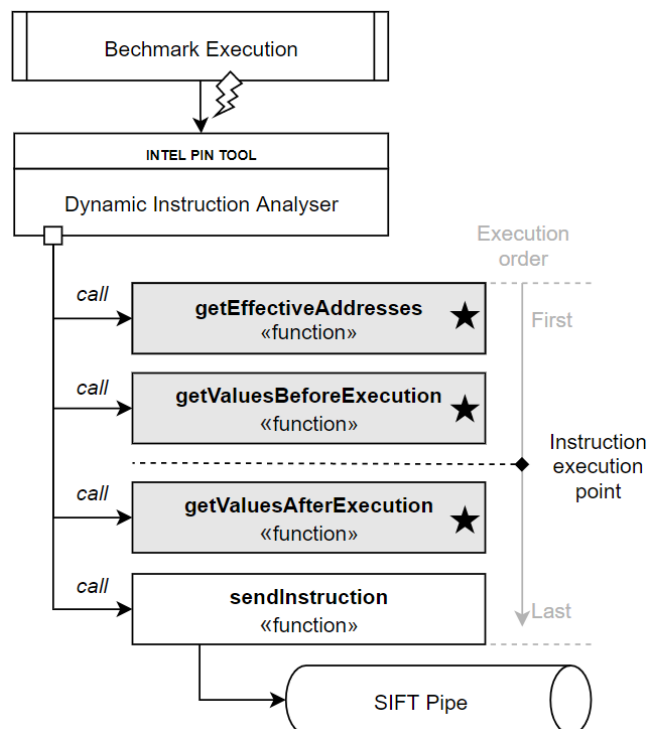 Bechmark Execution
INTEL PIN TOOL
Dynamic Instruction Analyser
Execution
order
call
getEffectiveAddresses
«function»
First
call
getValuesBeforeExecution
«function»
Instruction
execution
point
call
getValuesAfterExecution
«function»
call
sendInstruction
«function»
Last
SIFT Pipe